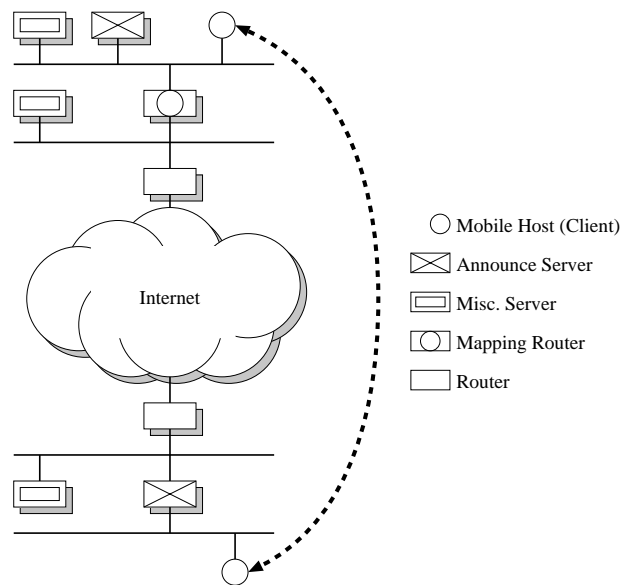 Internet
Mobile Host (Client)
Announce Server
Misc. Server
Mapping Router
Router